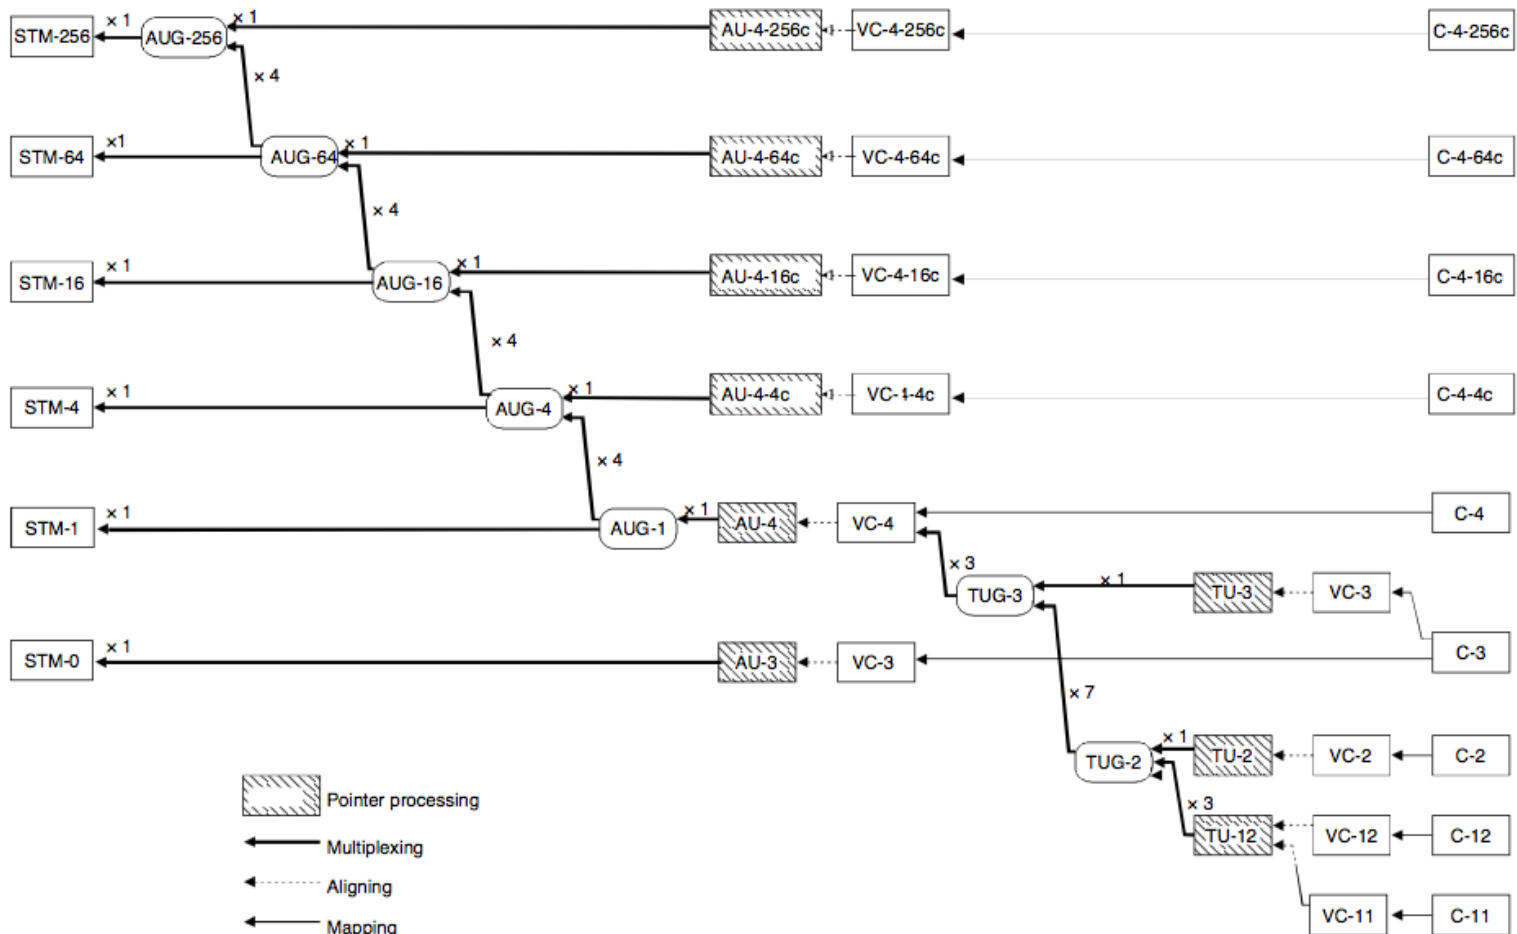 STM-256
× 1
AUG-256
× 1
AU-4-256c
VC-4-256c
C-4-256c
× 4
STM-64
×1
AUG-64
× 1
AU-4-64c
VC-4-64c
C-4-64c
× 4
STM-16
× 1
AUG-16
× 1
AU-4-16c
VC-4-16c
C-4-16c
× 4
STM-4
× 1
AUG-4
× 1
AU-4-4c
VC-4-4c
C-4-4c
× 4
STM-1
× 1
AUG-1
× 1
AU-4
VC-4
C-4
× 3
TUG-3
× 1
TU-3
VC-3
STM-0
× 1
AU-3
VC-3
C-3
× 7
TUG-2
× 1
TU-2
VC-2
C-2
× 3
TU-12
VC-12
C-12
VC-11
C-11
Pointer processing
Multiplexing
Aligning
Mapping